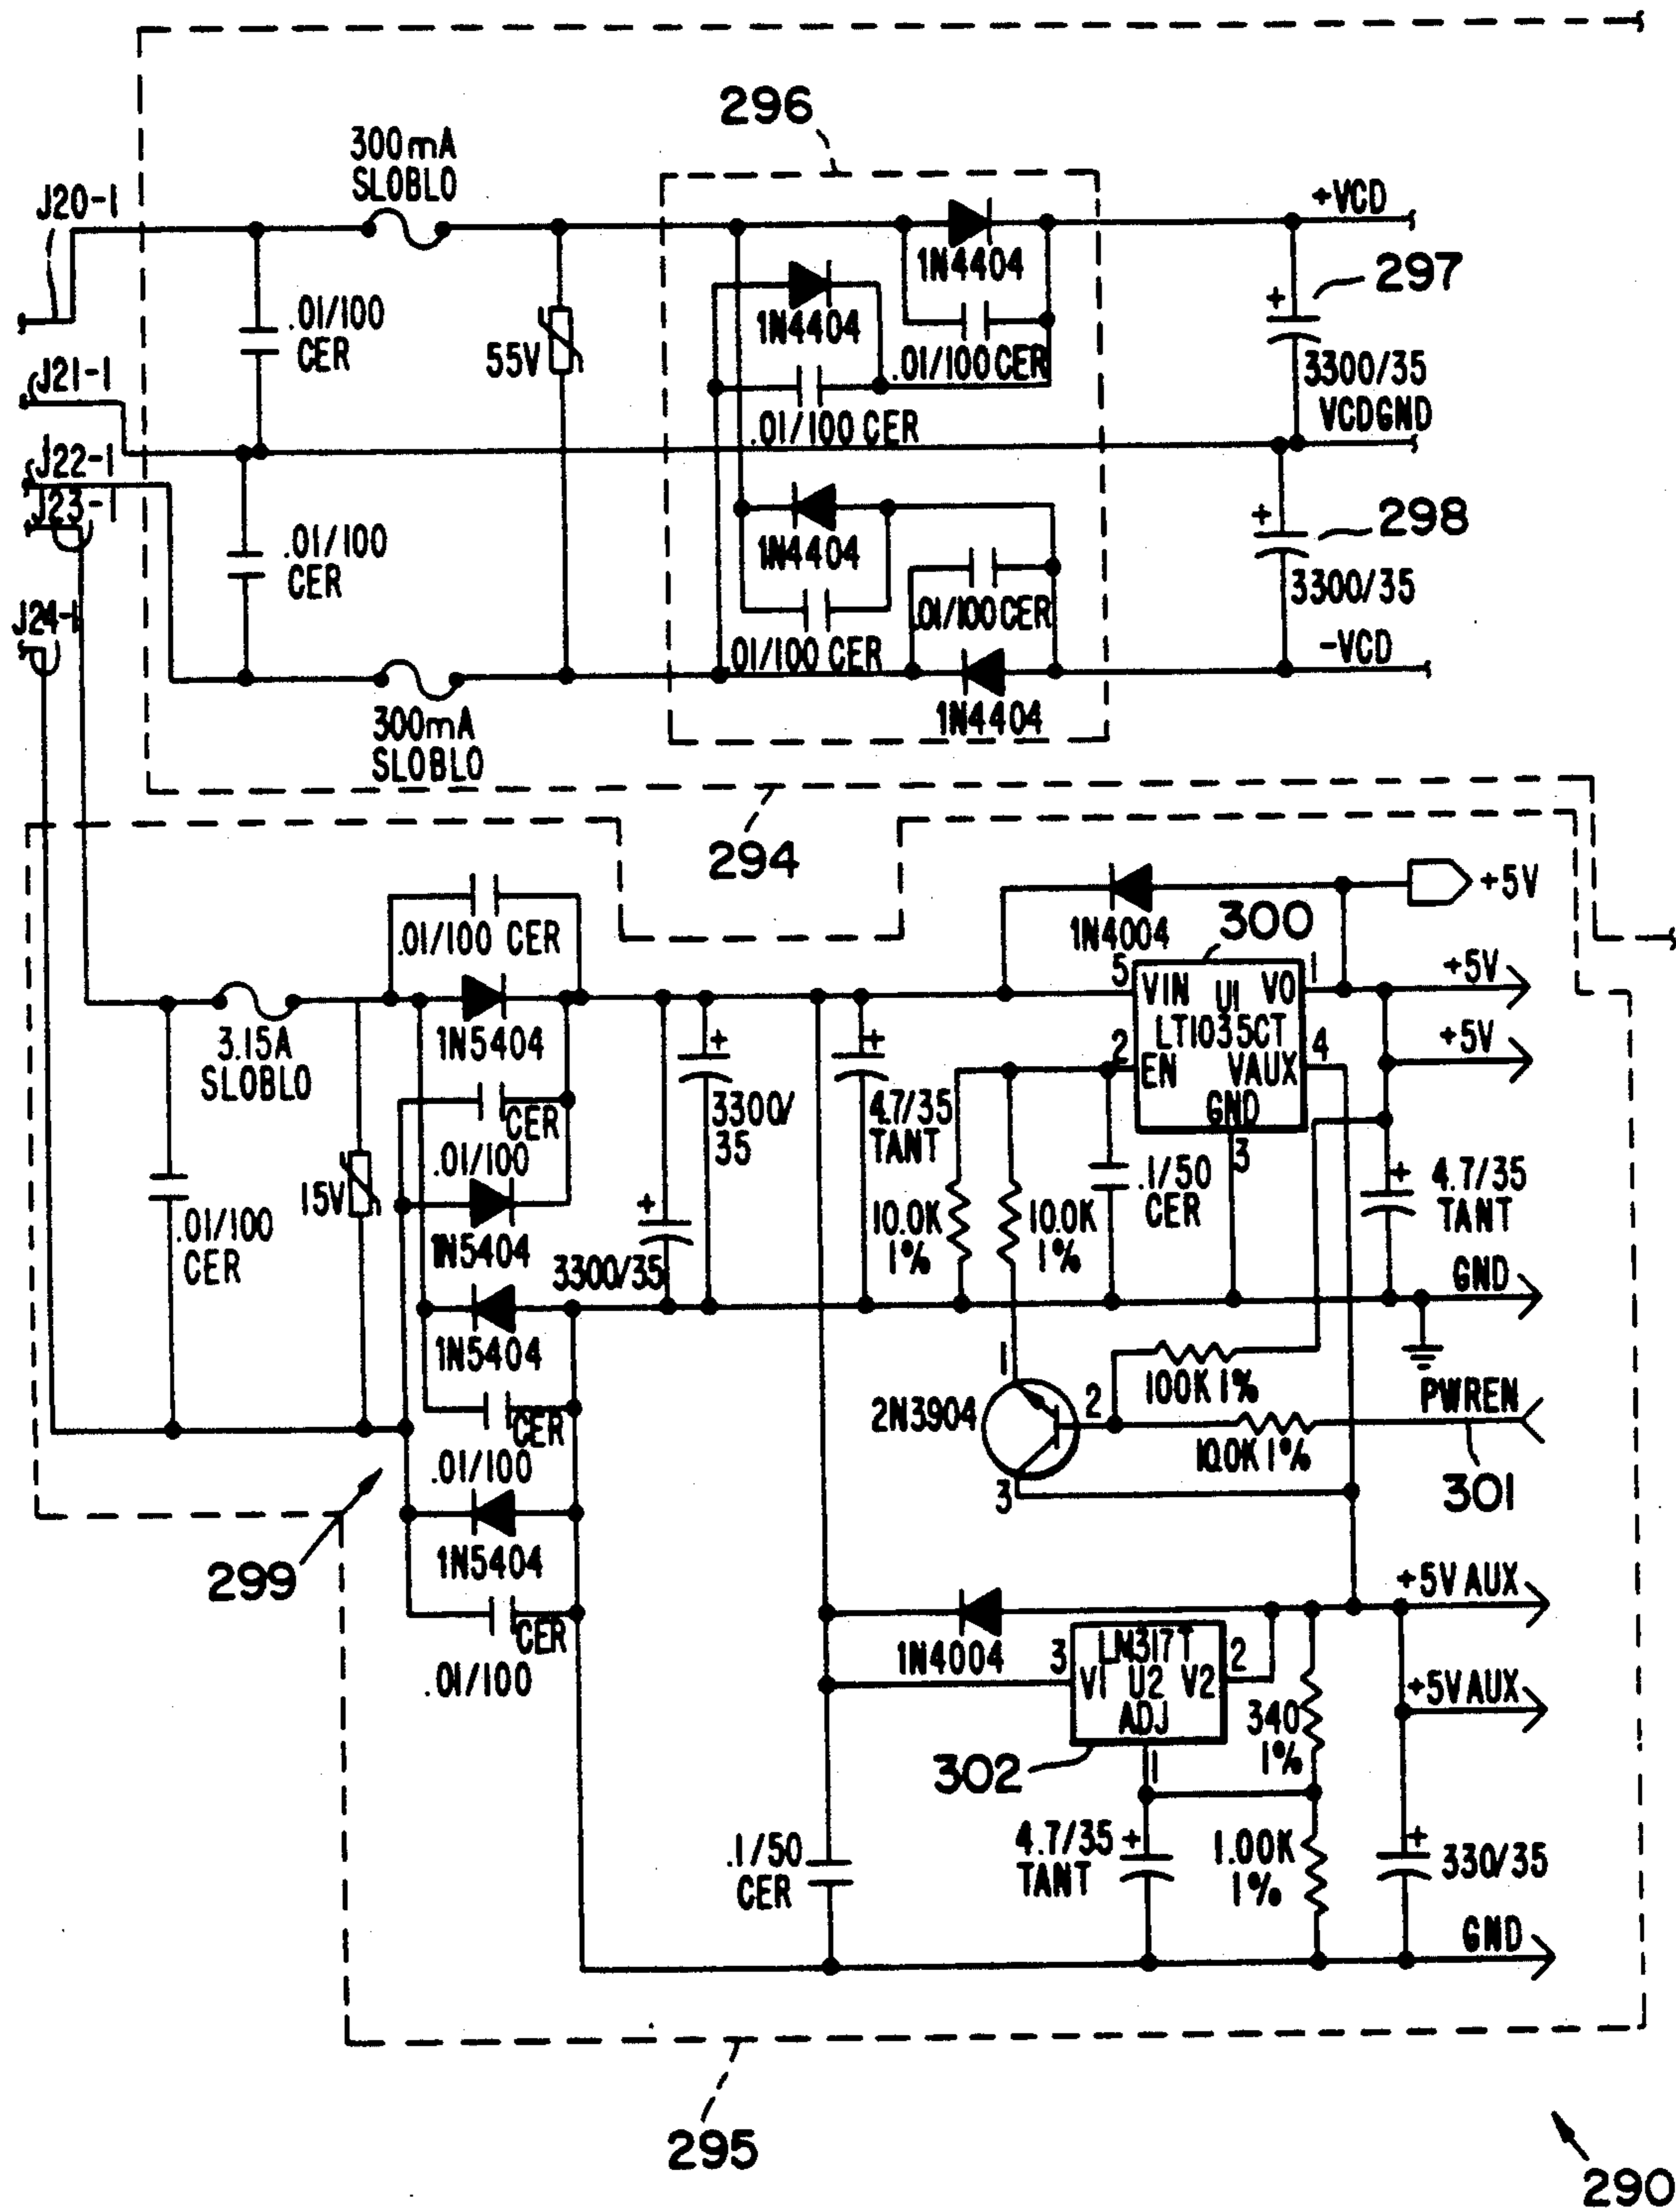 296
300mA
SLOBLO
J20-1
+VCD
1N4404
297
.01/100
CER
1N4404
55V
.01/100 CER
3300/35
J21-1
VCDGND
.01/100 CER
J22-1
J23-1
298
.01/100
CER
1N4404
3300/35
.01/100 CER
J24-1
.01/100 CER
-VCD
300mA
SLOBLO
1N4404
294
+5V
.01/100 CER
1N4004
300
5
VIN
U1
VO
1
+5V
3.15A
SLOBLO
1N5404
LT1035CT
2
EN
VAUX
4
+5V
GND
3
CER
3300/
35
4.7/35
TANT
.01/100
15V
.1/50
CER
4.7/35
TANT
10.0K
1%
10.0K
1%
.01/100
CER
1N5404
3300/35
GND
1N5404
1
100K 1%
PWREN
2N3904
2
CER
10.0K 1%
.01/100
3
301
299
1N5404
+5V AUX
CER
1N4004
.01/100
3
LM317T
V1
U2
V2
ADJ
2
+5V AUX
340
1%
302
1
.1/50
CER
4.7/35
TANT
1.00K
1%
330/35
GND
295
290